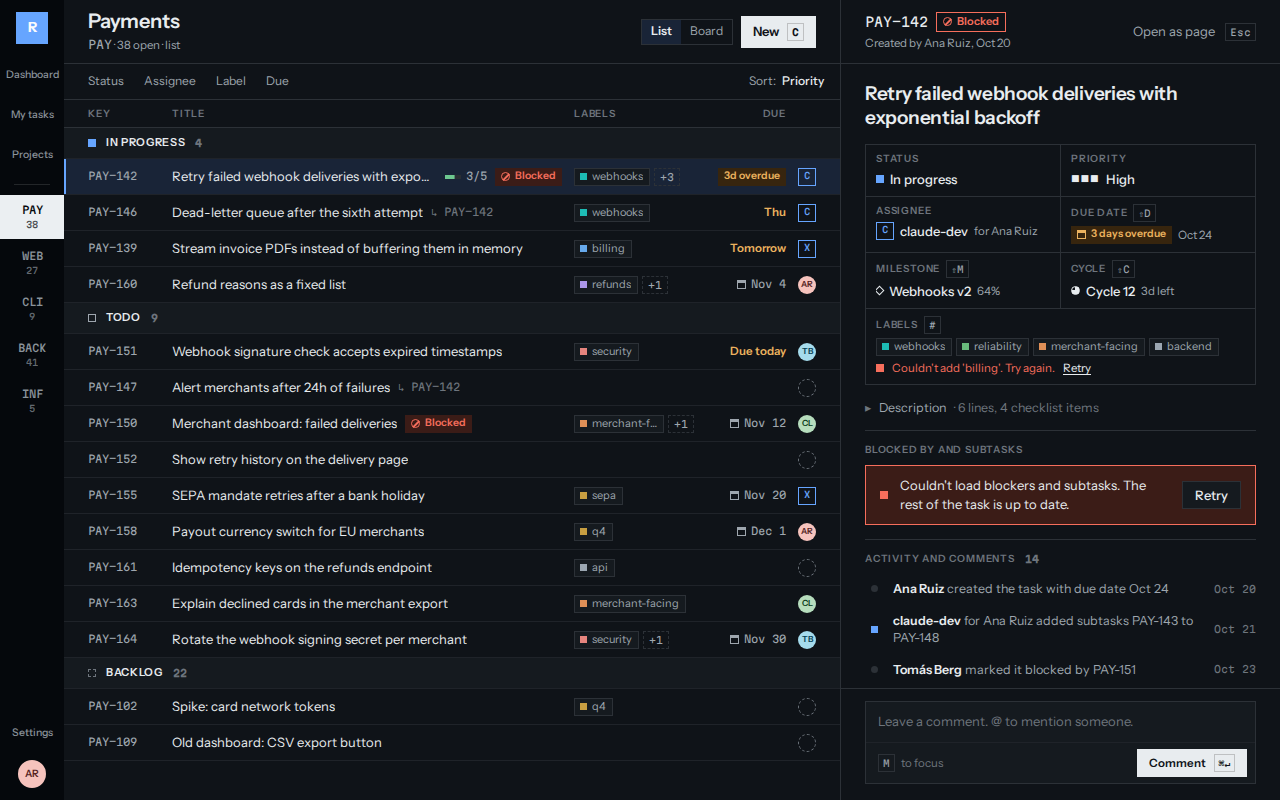 R
Dashboard
My tasks
Projects
PAY
38
WEB
27
CLI
9
BACK
41
INF
5
Settings
AR
Payments
PAY · 38 open · list
List Board
New C
Status Assignee Label Due
Sort: Priority
KEY TITLE LABELS DUE
IN PROGRESS 4
PAY-142 Retry failed webhook deliveries with expo… 3/5 Blocked webhooks +3 3d overdue C
PAY-146 Dead-letter queue after the sixth attempt ↳ PAY-142 webhooks Thu C
PAY-139 Stream invoice PDFs instead of buffering them in memory billing Tomorrow X
PAY-160 Refund reasons as a fixed list refunds +1 Nov 4 AR
TODO 9
PAY-151 Webhook signature check accepts expired timestamps security Due today TB
PAY-147 Alert merchants after 24h of failures ↳ PAY-142
PAY-150 Merchant dashboard: failed deliveries Blocked merchant-f… +1 Nov 12 CL
PAY-152 Show retry history on the delivery page
PAY-155 SEPA mandate retries after a bank holiday sepa Nov 20 X
PAY-158 Payout currency switch for EU merchants q4 Dec 1 AR
PAY-161 Idempotency keys on the refunds endpoint api
PAY-163 Explain declined cards in the merchant export merchant-facing CL
PAY-164 Rotate the webhook signing secret per merchant security +1 Nov 30 TB
BACKLOG 22
PAY-102 Spike: card network tokens q4
PAY-109 Old dashboard: CSV export button
PAY-142 Blocked
Created by Ana Ruiz, Oct 20
Open as page Esc
Retry failed webhook deliveries with
exponential backoff
STATUS
In progress
PRIORITY
High
ASSIGNEE
C claude-dev for Ana Ruiz
DUE DATE ⇧D
3 days overdue Oct 24
MILESTONE ⇧M
Webhooks v2 64%
CYCLE ⇧C
Cycle 12 3d left
LABELS #
webhooks reliability merchant-facing backend
Couldn't add 'billing'. Try again. Retry
Description · 6 lines, 4 checklist items
BLOCKED BY AND SUBTASKS
Couldn't load blockers and subtasks. The
rest of the task is up to date.
Retry
ACTIVITY AND COMMENTS 14
Ana Ruiz created the task with due date Oct 24 Oct 20
claude-dev for Ana Ruiz added subtasks PAY-143 to
PAY-148
Oct 21
Tomás Berg marked it blocked by PAY-151 Oct 23
Leave a comment. @ to mention someone.
M to focus
Comment ⌘↵